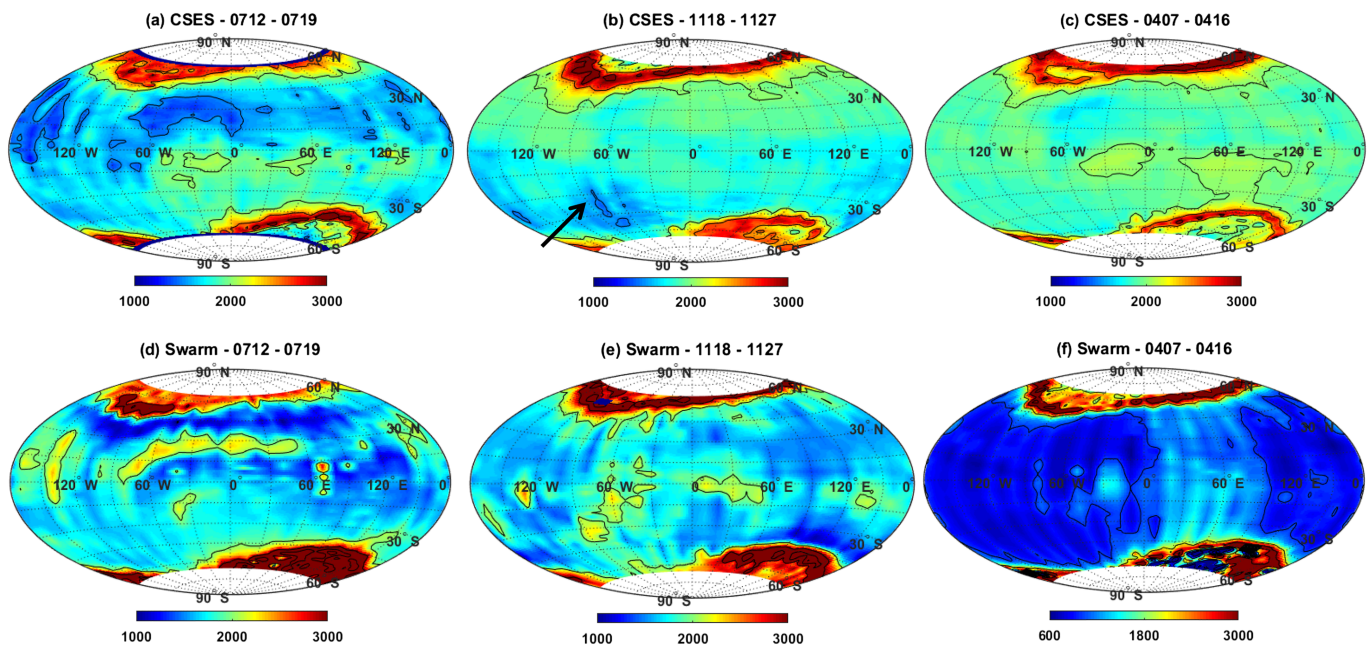 (a) CSES - 0712 - 0719
90° N
60° N
30° N
120° W
60° W
0°
60° E
120° E
0°
30° S
60° S
90° S
1000 2000 3000
(b) CSES - 1118 - 1127
90° N
60° N
30° N
120° W
60° W
0°
60° E
120° E
0°
30° S
60° S
90° S
1000 2000 3000
(c) CSES - 0407 - 0416
90° N
60° N
30° N
120° W
60° W
0°
60° E
120° E
0°
30° S
60° S
90° S
1000 2000 3000
(d) Swarm - 0712 - 0719
90° N
60° N
30° N
120° W
60° W
0°
60° E
120° E
0°
30° S
60° S
90° S
1000 2000 3000
(e) Swarm - 1118 - 1127
90° N
60° N
30° N
120° W
60° W
0°
60° E
120° E
0°
30° S
60° S
90° S
1000 2000 3000
(f) Swarm - 0407 - 0416
90° N
60° N
30° N
120° W
60° W
0°
60° E
120° E
0°
30° S
60° S
90° S
600 1800 3000